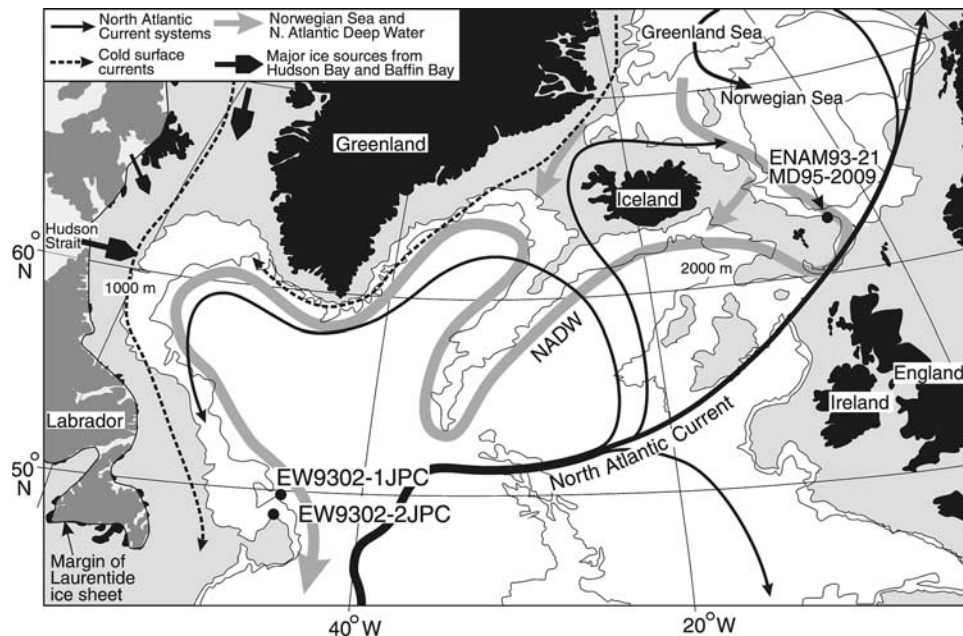 North Atlantic
Current systems
Norwegian Sea and
N. Atlantic Deep Water
Cold surface
currents
Major ice sources from
Hudson Bay and Baffin Bay
Greenland Sea
Norwegian Sea
Greenland
ENAM93-21
MD95-2009
Iceland
Hudson
Strait
60°
N
1000 m
2000 m
NADW
England
Ireland
Labrador
North Atlantic Current
50°
N
EW9302-1JPC
EW9302-2JPC
Margin of
Laurentide
ice sheet
40° W
20° W